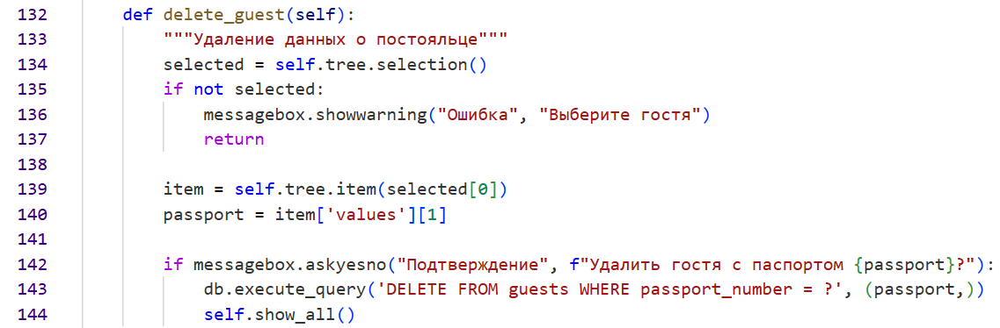 132     def delete_guest(self):
133         """Удаление данных о постояльце"""
134         selected = self.tree.selection()
135         if not selected:
136             messagebox.showwarning("Ошибка", "Выберите гостя")
137             return
138
139         item = self.tree.item(selected[0])
140         passport = item['values'][1]
141
142         if messagebox.askyesno("Подтверждение", f"Удалить гостя с паспортом {passport}?"):
143             db.execute_query('DELETE FROM guests WHERE passport_number = ?', (passport,))
144             self.show_all()